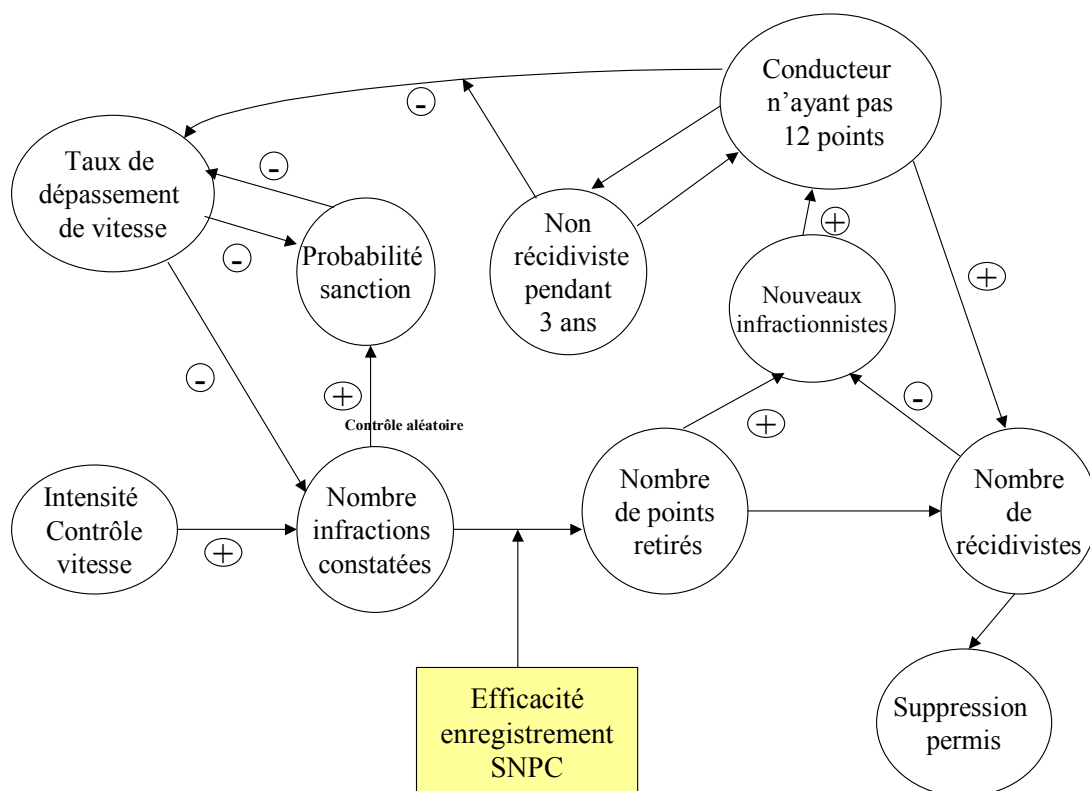 Conducteur
n'ayant pas
12 points
-
Taux de
dépassement
de vitesse
-
-
Probabilité
sanction
Non
récidiviste
pendant
3 ans
+
Nouveaux
infractionnistes
+
-
+
Contrôle aléatoire
-
+
Intensité
Contrôle
vitesse
+
Nombre
infractions
constatées
Nombre
de points
retirés
Nombre
de
récidivistes
Efficacité
enregistrement
SNPC
Suppression
permis